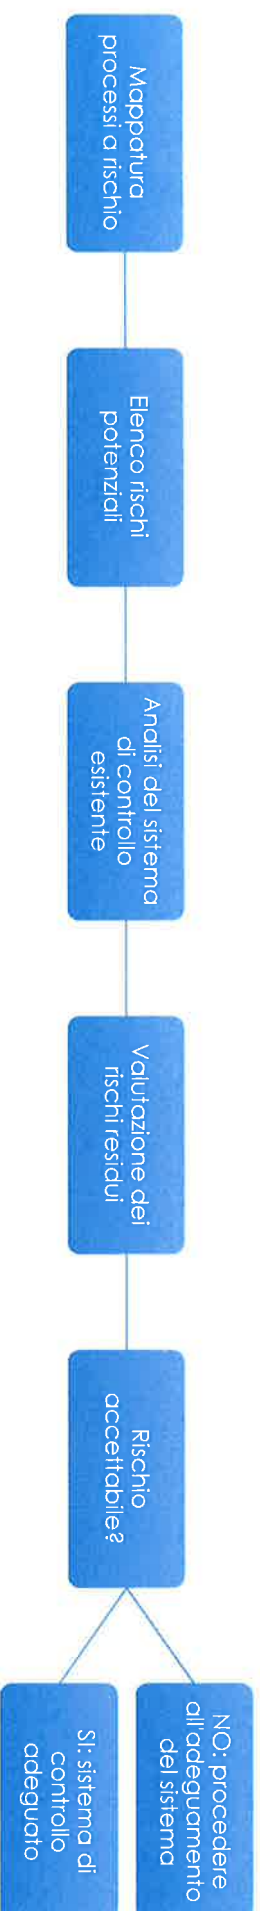 Mappatura
processi a rischio
Elenco rischi
potenziali
Analisi del sistema
di controllo
esistente
Valutazione dei
rischi residui
Rischio
accettabile?
NO: procedere
all'adeguamento
del sistema
SI: sistema di
controllo
adeguato